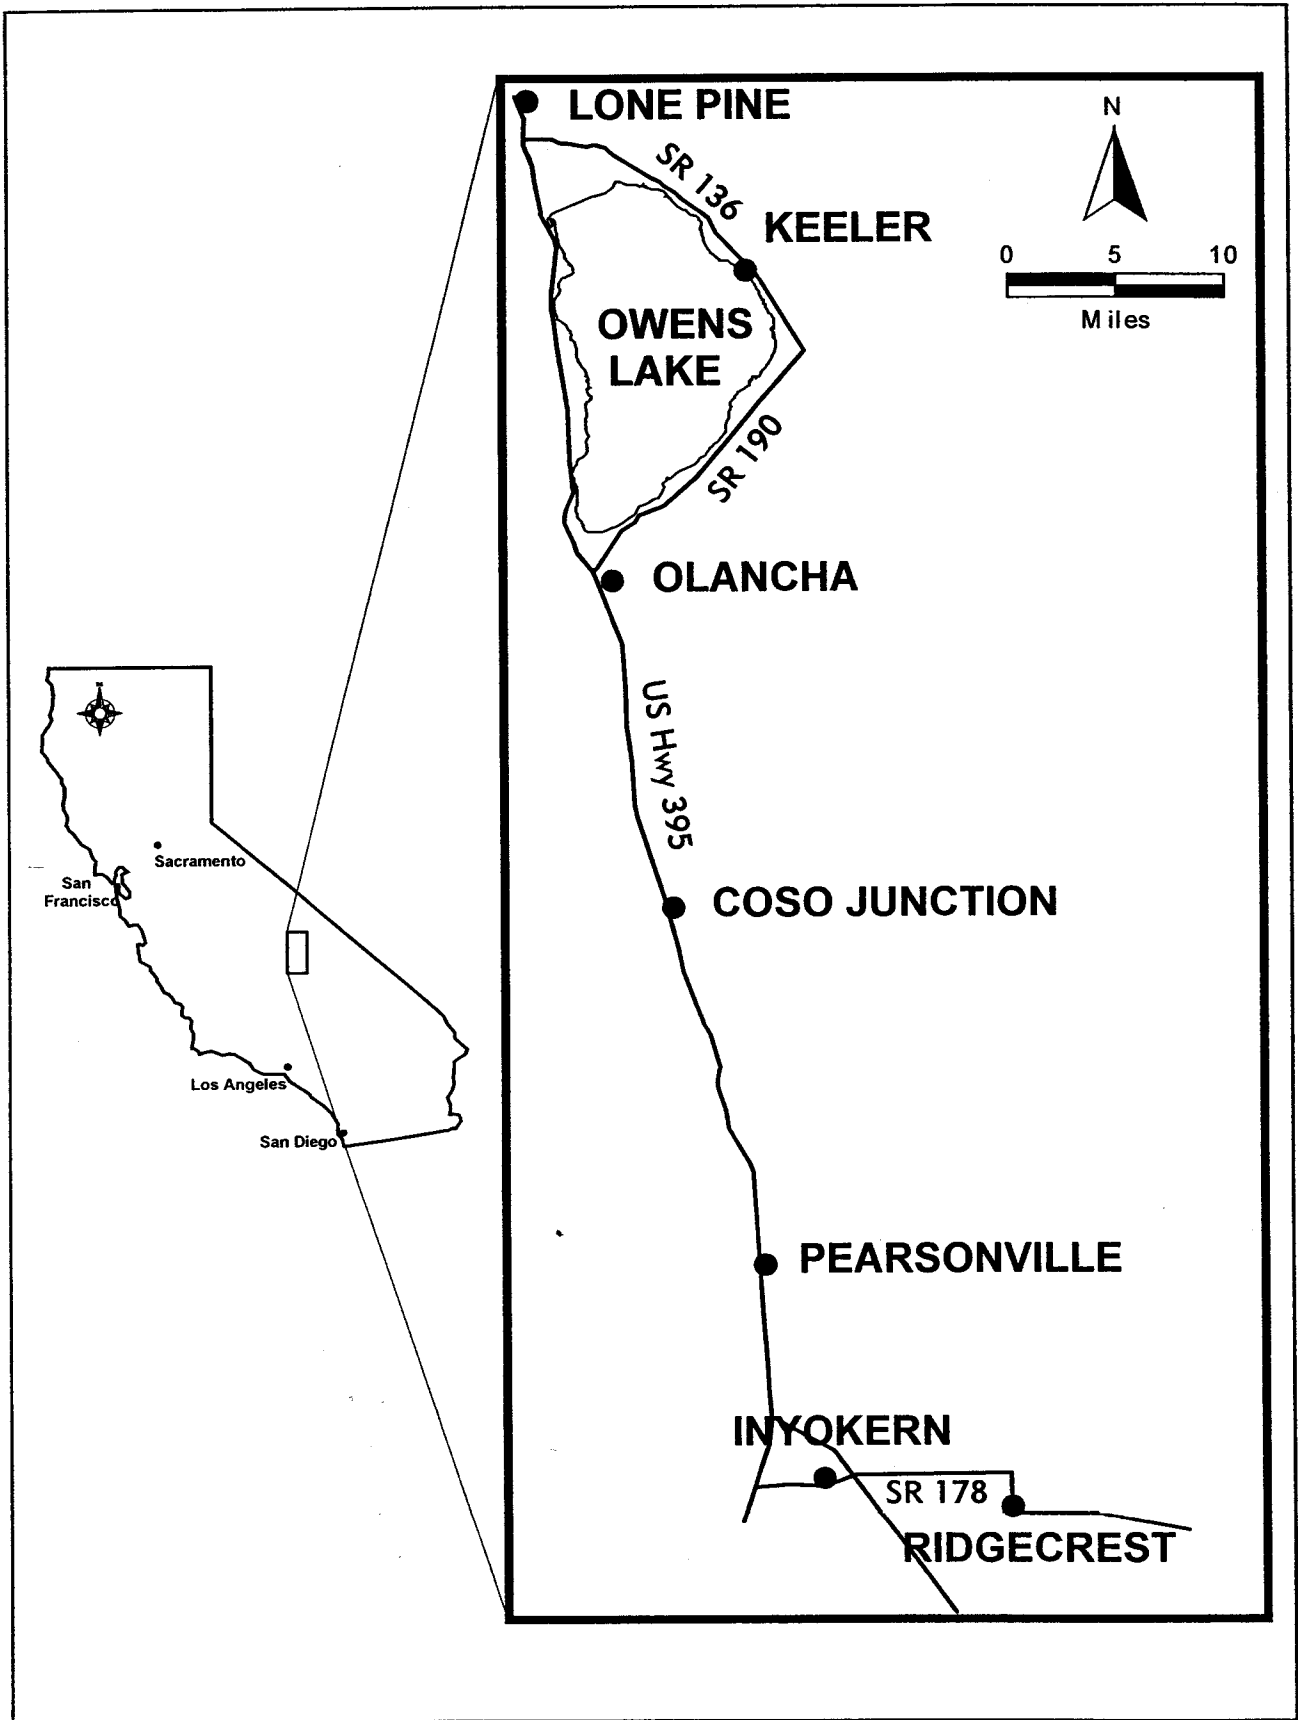 LONE PINE
N
SR 136
KEELER
0 5 10
Miles
OWENS
LAKE
SR 190
OLANCHA
US Hwy 395
Sacramento
San
Francisco
COSO JUNCTION
Los Angeles
San Diego
PEARSONVILLE
INYOKERN
SR 178
RIDGECREST